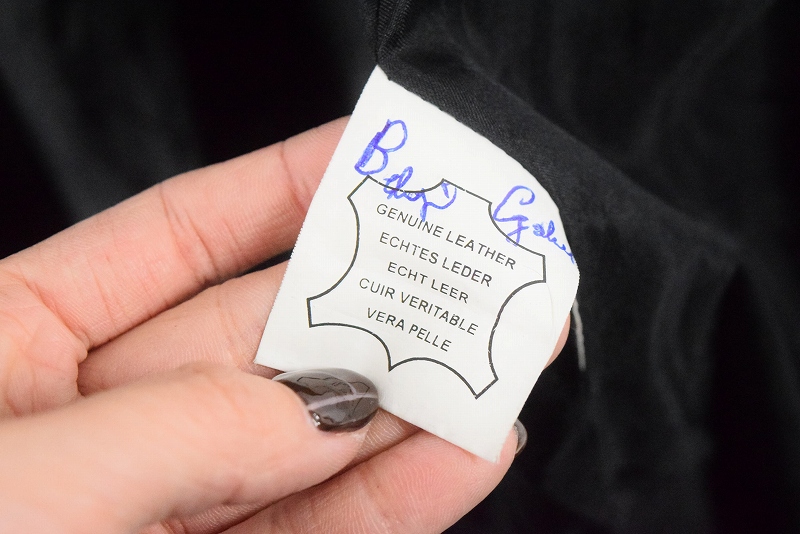 GENUINE LEATHER
ECHTES LEDER
ECHT LEER
CUIR VERITABLE
VERA PELLE